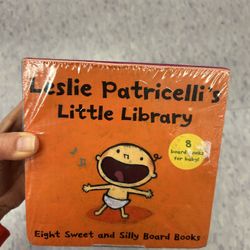 Leslie Patricelli's
Little Library
8
board books
for baby!
Eight Sweet and Silly Board Books